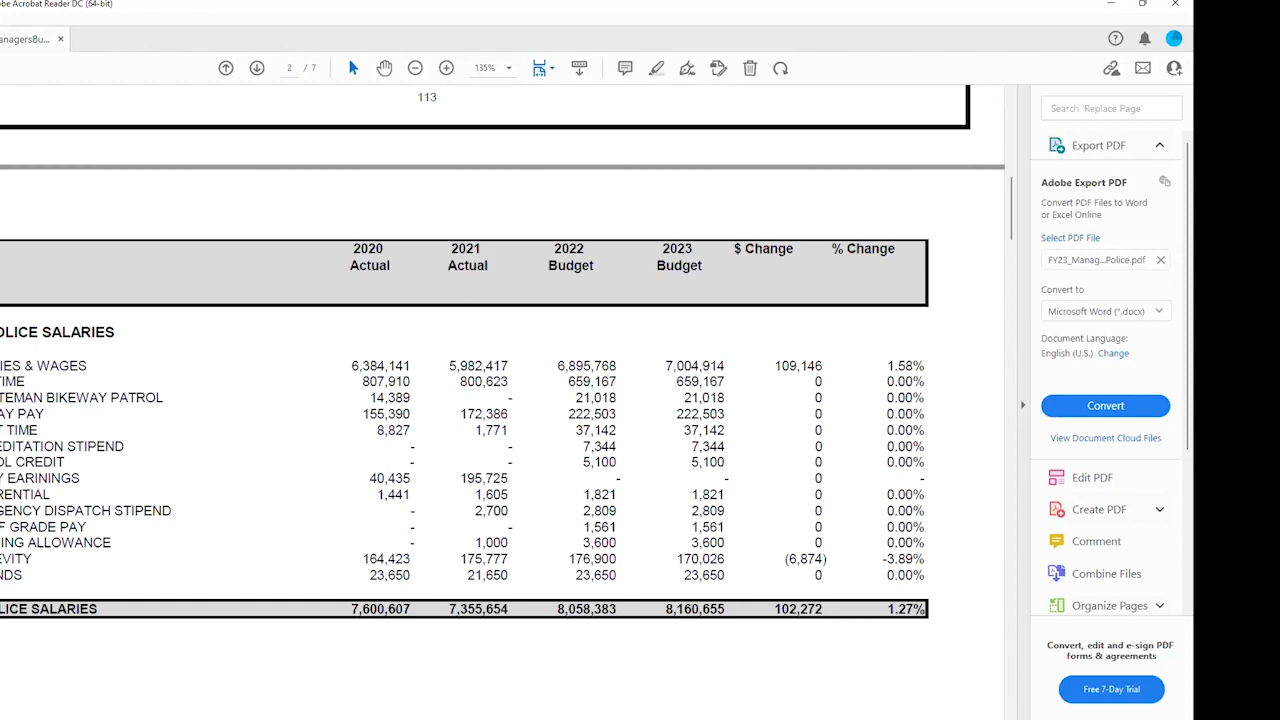 be Acrobat Reader DC (64-bit)
anagersBu... ×
2 / 7 135%
113
2020 2021 2022 2023 $ Change % Change
Actual Actual Budget Budget
OLICE SALARIES
IES & WAGES 6,384,141 5,982,417 6,895,768 7,004,914 109,146 1.58%
TIME 807,910 800,623 659,167 659,167 0 0.00%
TEMAN BIKEWAY PATROL 14,389 - 21,018 21,018 0 0.00%
AY PAY 155,390 172,386 222,503 222,503 0 0.00%
T TIME 8,827 1,771 37,142 37,142 0 0.00%
EDITATION STIPEND - - 7,344 7,344 0 0.00%
OL CREDIT - - 5,100 5,100 0 0.00%
Y EARININGS 40,435 195,725 - - 0 -
RENTIAL 1,441 1,605 1,821 1,821 0 0.00%
GENCY DISPATCH STIPEND - 2,700 2,809 2,809 0 0.00%
F GRADE PAY - - 1,561 1,561 0 0.00%
ING ALLOWANCE - 1,000 3,600 3,600 0 0.00%
EVITY 164,423 175,777 176,900 170,026 (6,874) -3.89%
NDS 23,650 21,650 23,650 23,650 0 0.00%
LICE SALARIES 7,600,607 7,355,654 8,058,383 8,160,655 102,272 1.27%
Search 'Replace Page'
Export PDF
Adobe Export PDF
Convert PDF Files to Word
or Excel Online
Select PDF File
FY23_Manag...Police.pdf ×
Convert to
Microsoft Word (*.docx)
Document Language:
English (U.S.) Change
Convert
View Document Cloud Files
Edit PDF
Create PDF
Comment
Combine Files
Organize Pages
Convert, edit and e-sign PDF
forms & agreements
Free 7-Day Trial